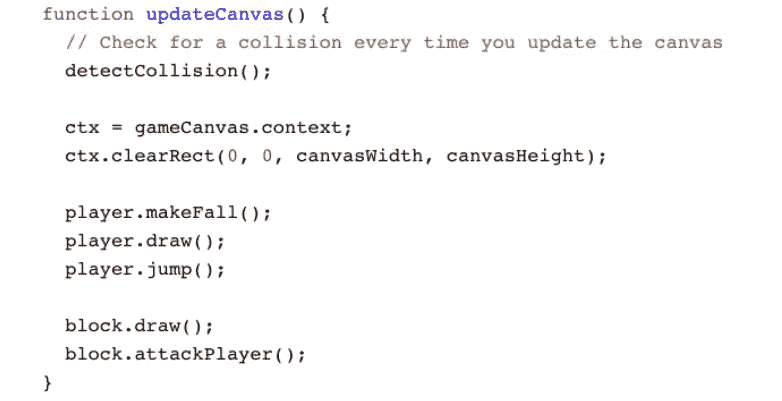 function updateCanvas() {
  // Check for a collision every time you update the canvas
  detectCollision();

  ctx = gameCanvas.context;
  ctx.clearRect(0, 0, canvasWidth, canvasHeight);

  player.makeFall();
  player.draw();
  player.jump();

  block.draw();
  block.attackPlayer();
}